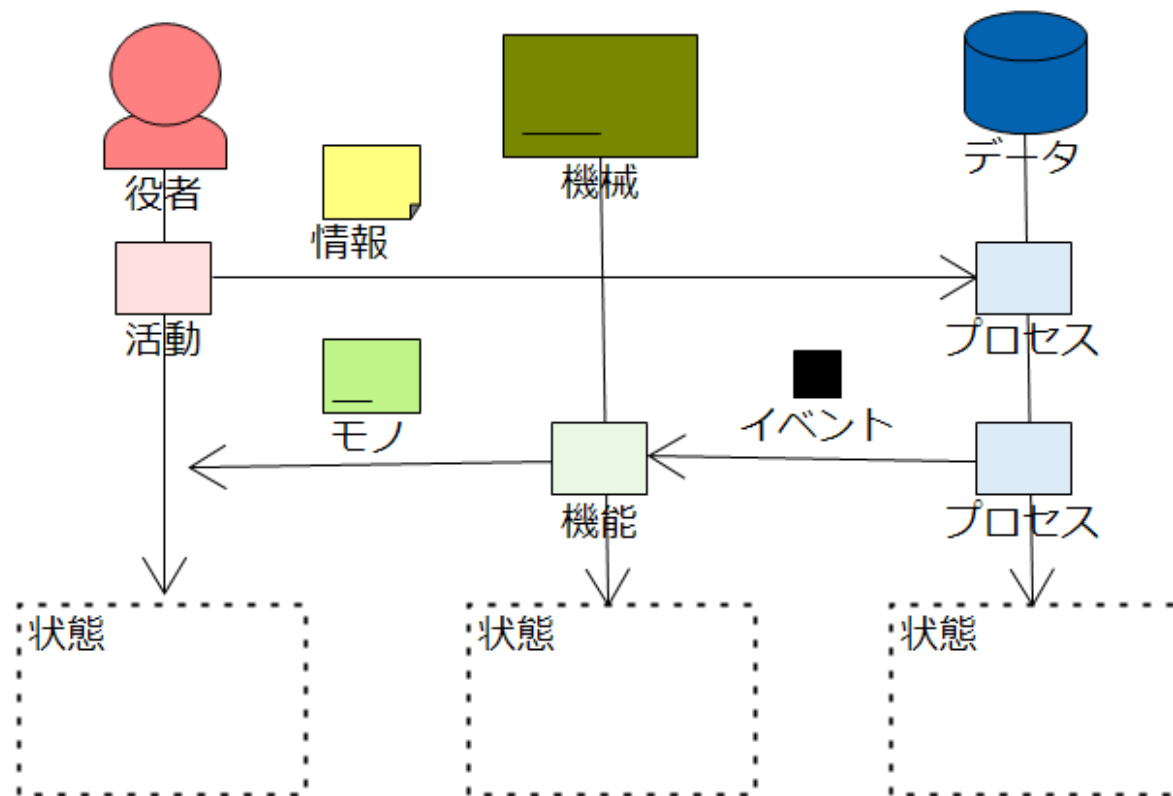 役者
機械
データ
情報
活動
プロセス
モノ
イベント
機能
プロセス
状態
状態
状態